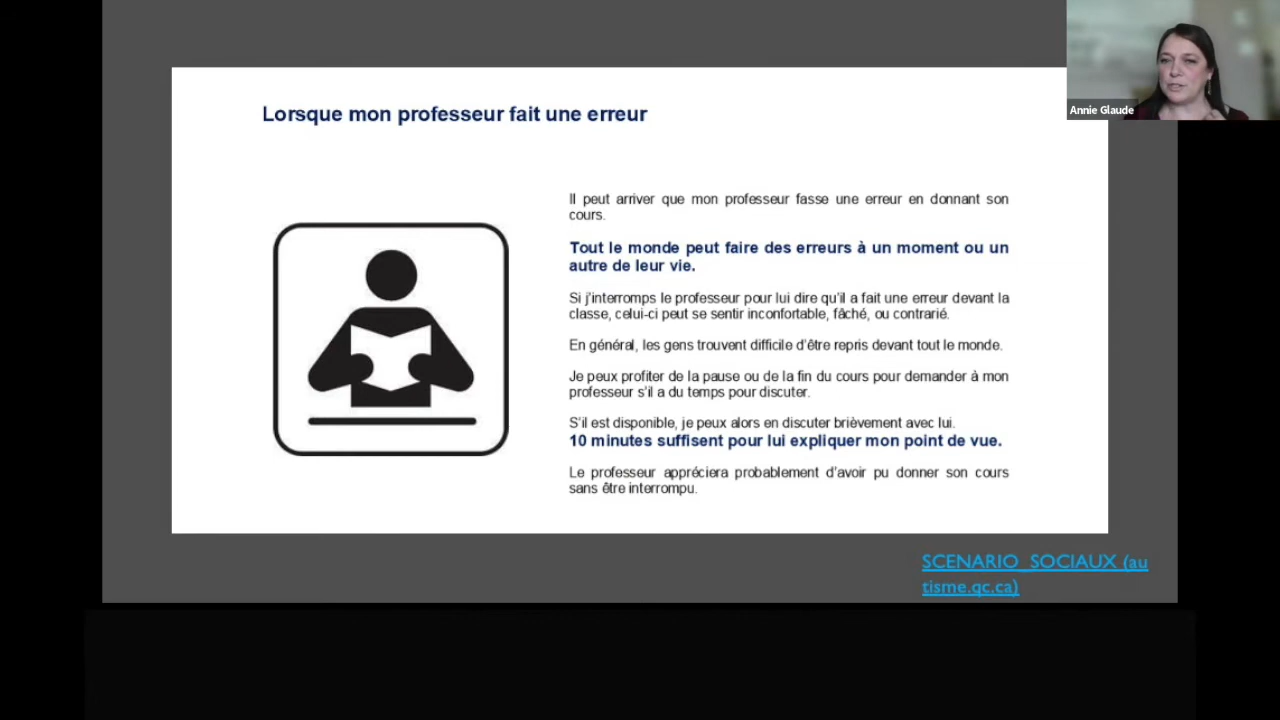 Annie Glaude
Lorsque mon professeur fait une erreur
Il peut arriver que mon professeur fasse une erreur en donnant son
cours.
Tout le monde peut faire des erreurs à un moment ou un
autre de leur vie.
Si j'interromps le professeur pour lui dire qu'il a fait une erreur devant la
classe, celui-ci peut se sentir inconfortable, fâché, ou contrarié.
En général, les gens trouvent difficile d'être repris devant tout le monde.
Je peux profiter de la pause ou de la fin du cours pour demander à mon
professeur s'il a du temps pour discuter.
S'il est disponible, je peux alors en discuter brièvement avec lui.
10 minutes suffisent pour lui expliquer mon point de vue.
Le professeur appréciera probablement d'avoir pu donner son cours
sans être interrompu.
SCENARIO_SOCIAUX (au
tisme.qc.ca)